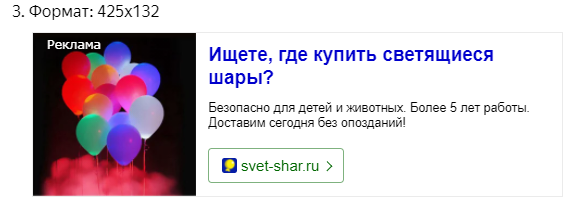 3. Формат: 425x132
Реклама
Ищете, где купить светящиеся
шары?
Безопасно для детей и животных. Более 5 лет работы.
Доставим сегодня без опозданий!
svet-shar.ru